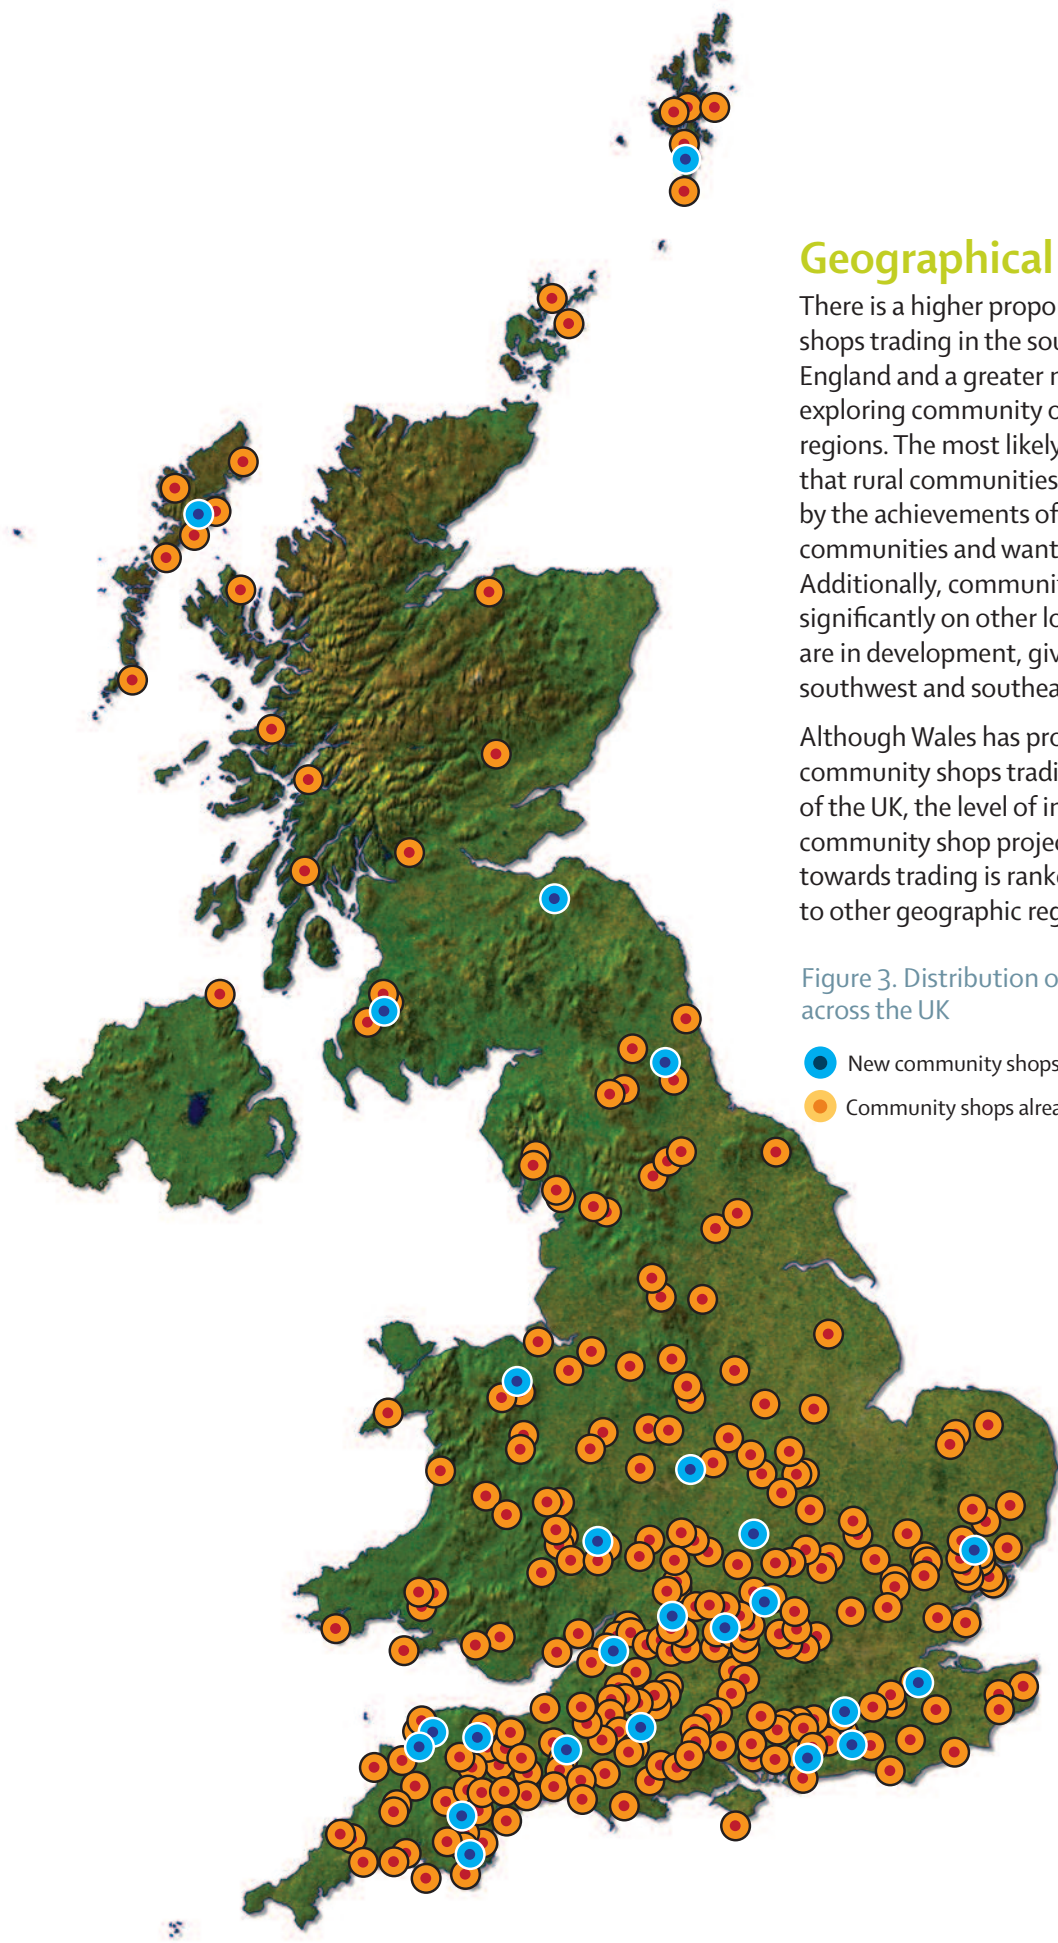 Geographical
There is a higher propo
shops trading in the sou
England and a greater
exploring community
regions. The most likely
that rural communities
by the achievements of
communities and want
Additionally, communit
significantly on other lo
are in development, giv
southwest and southea
Although Wales has pro
community shops tradi
of the UK, the level of in
community shop projec
towards trading is ranke
to other geographic reg
Figure 3. Distribution o
across the UK
New community shops
Community shops alrea